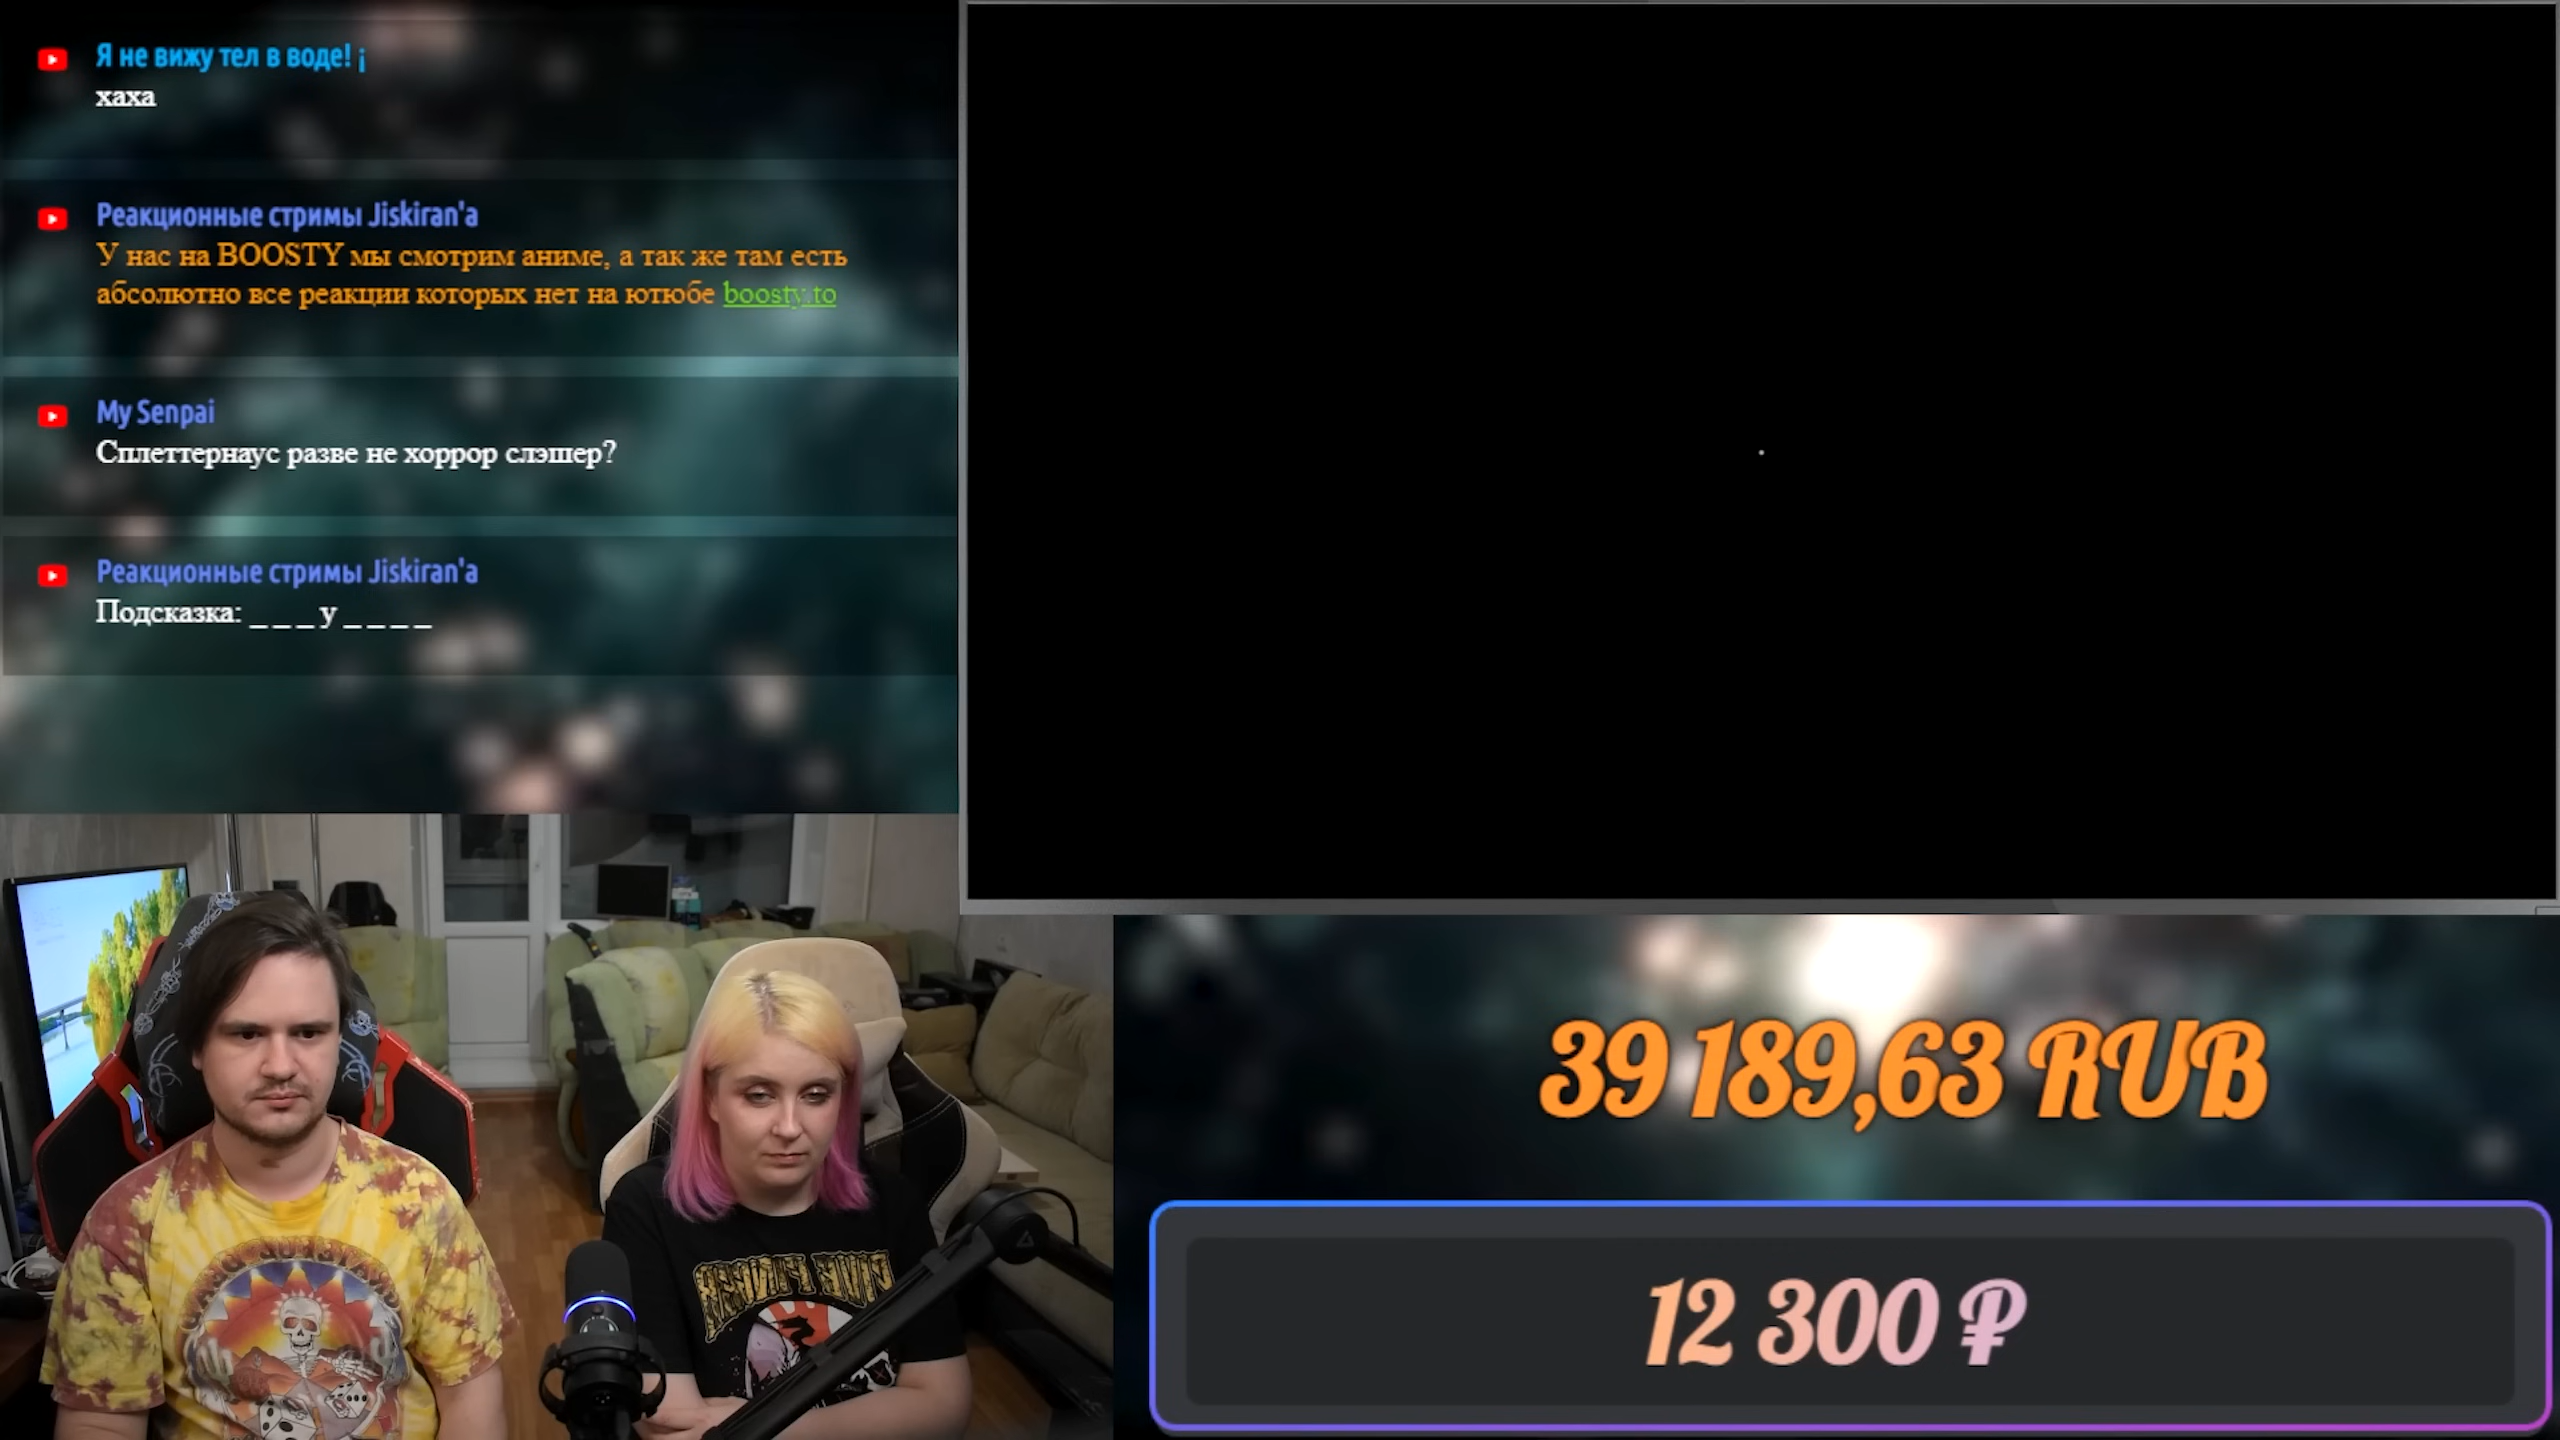 Я не вижу тел в воде! ¡
хаха
Реакционные стримы Jiskiran'a
У нас на BOOSTY мы смотрим аниме, а так же там есть
абсолютно все реакции которых нет на ютюбе boosty.to
My Senpai
Сплеттернаус разве не хоррор слэшер?
Реакционные стримы Jiskiran'a
Подсказка: _ _ _ у _ _ _ _
39 189,63 RUB
12 300 ₽